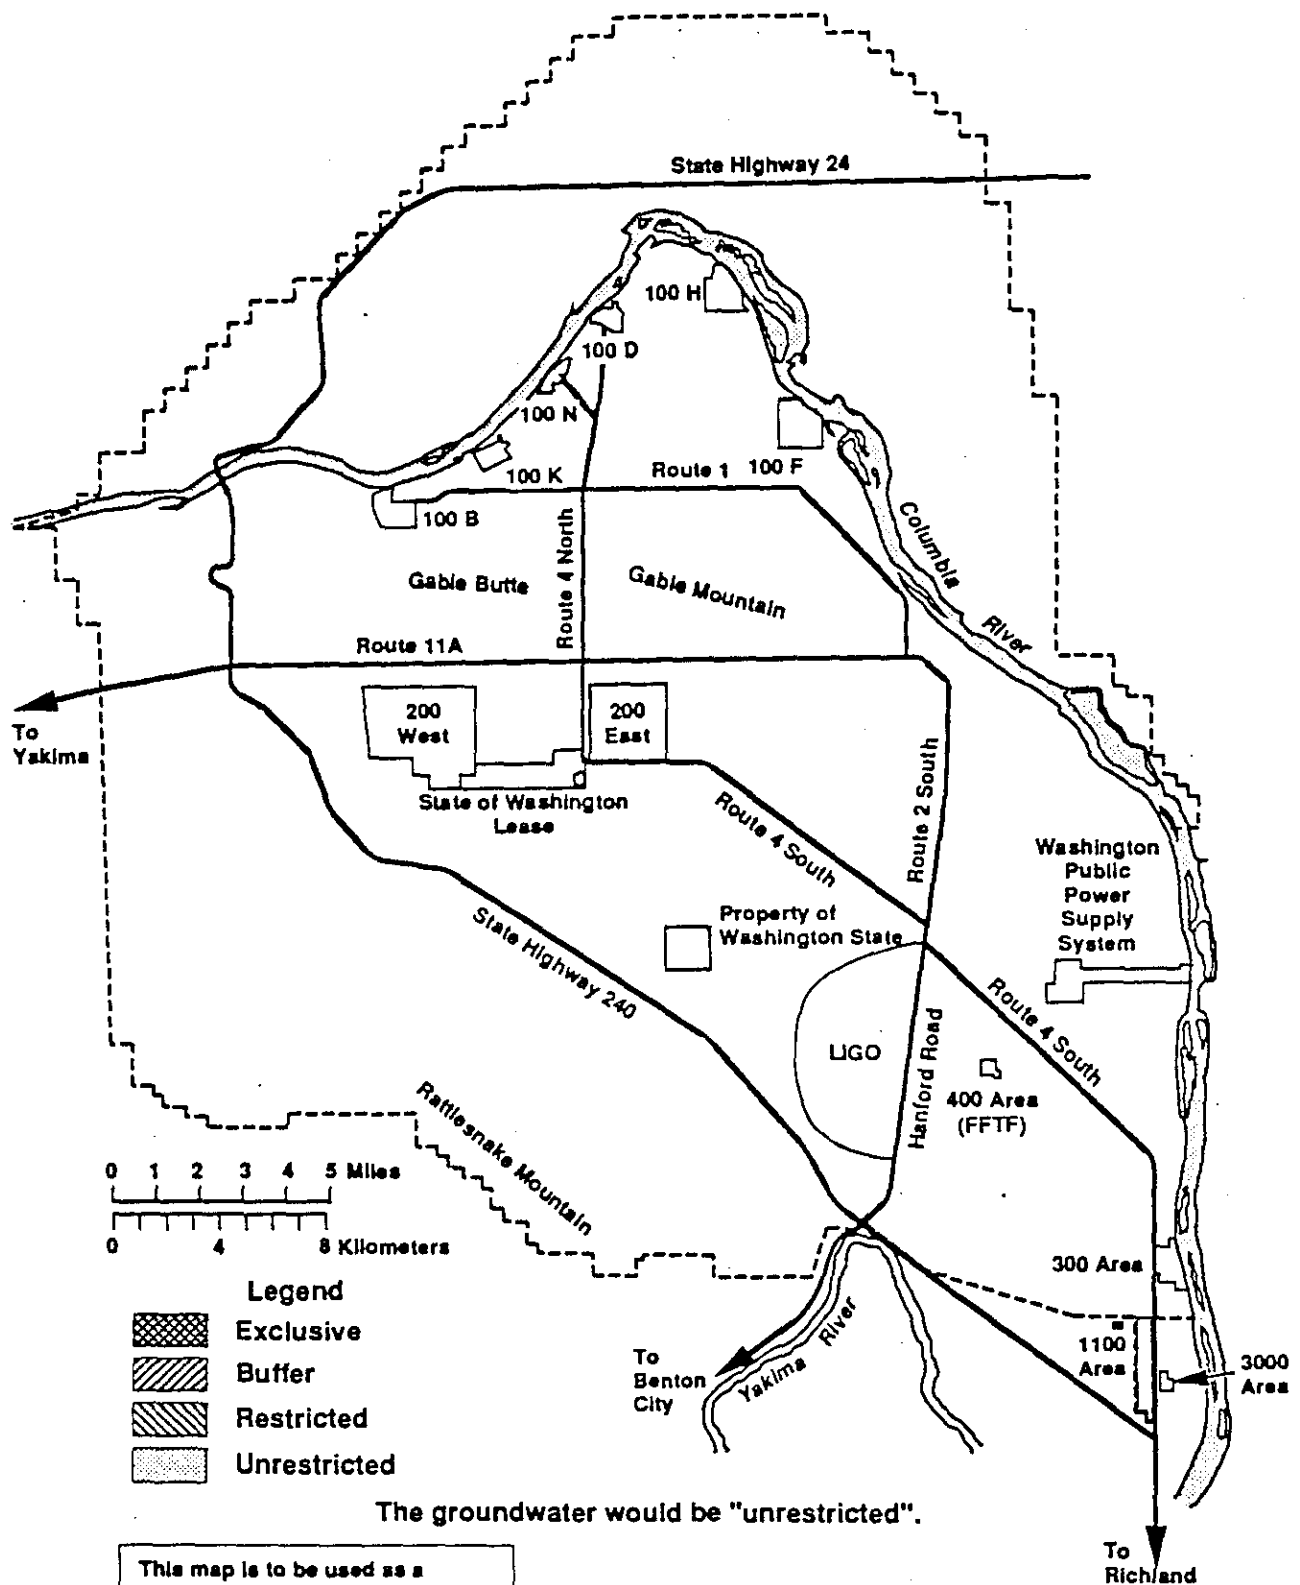 State Highway 24
100 H
100 D
100 N
100 K
Route 1
100 F
100 B
Columbia
River
Gable Butte
Route 4 North
Gable Mountain
Route 11A
To
Yakima
200
West
200
East
State of Washington
Lease
Route 4 South
Route 2 South
Washington
Public
Power
Supply
System
Property of
Washington State
State Highway 240
Route 4 South
LIGO
Hanford Road
400 Area
(FFTF)
Rattlesnake Mountain
0 1 2 3 4 5 Miles
0 4 8 Kilometers
300 Area
Legend
Exclusive
Buffer
Restricted
Unrestricted
To
Benton
City
Yakima
River
1100
Area
3000
Area
The groundwater would be "unrestricted".
This map is to be used as a
To
Richland